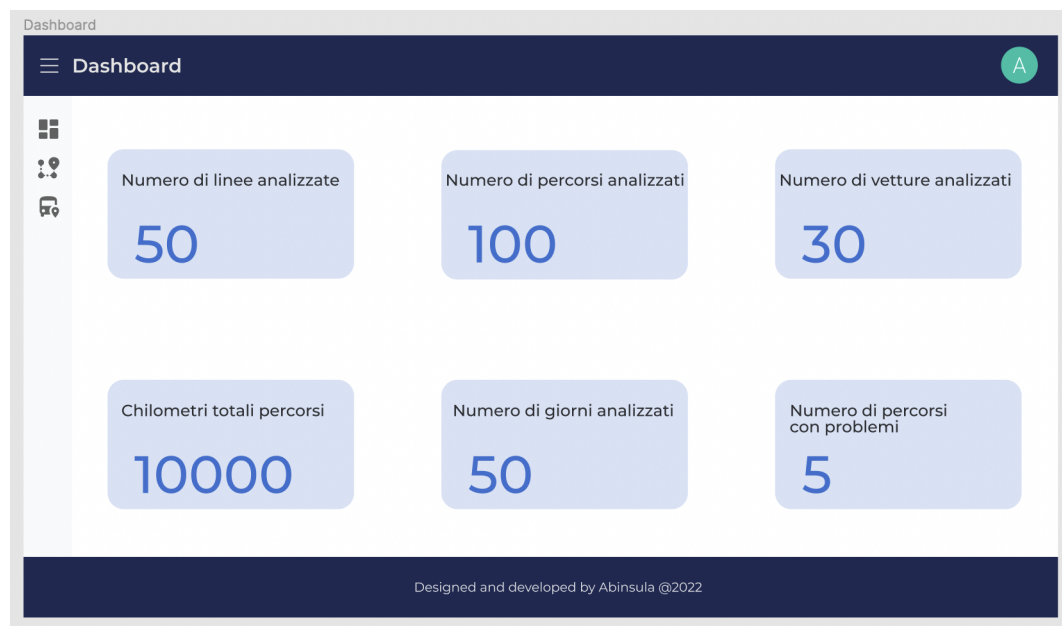 Dashboard
Dashboard
A
Numero di linee analizzate
50
Numero di percorsi analizzati
100
Numero di vetture analizzati
30
Chilometri totali percorsi
10000
Numero di giorni analizzati
50
Numero di percorsi
con problemi
5
Designed and developed by Abinsula @2022